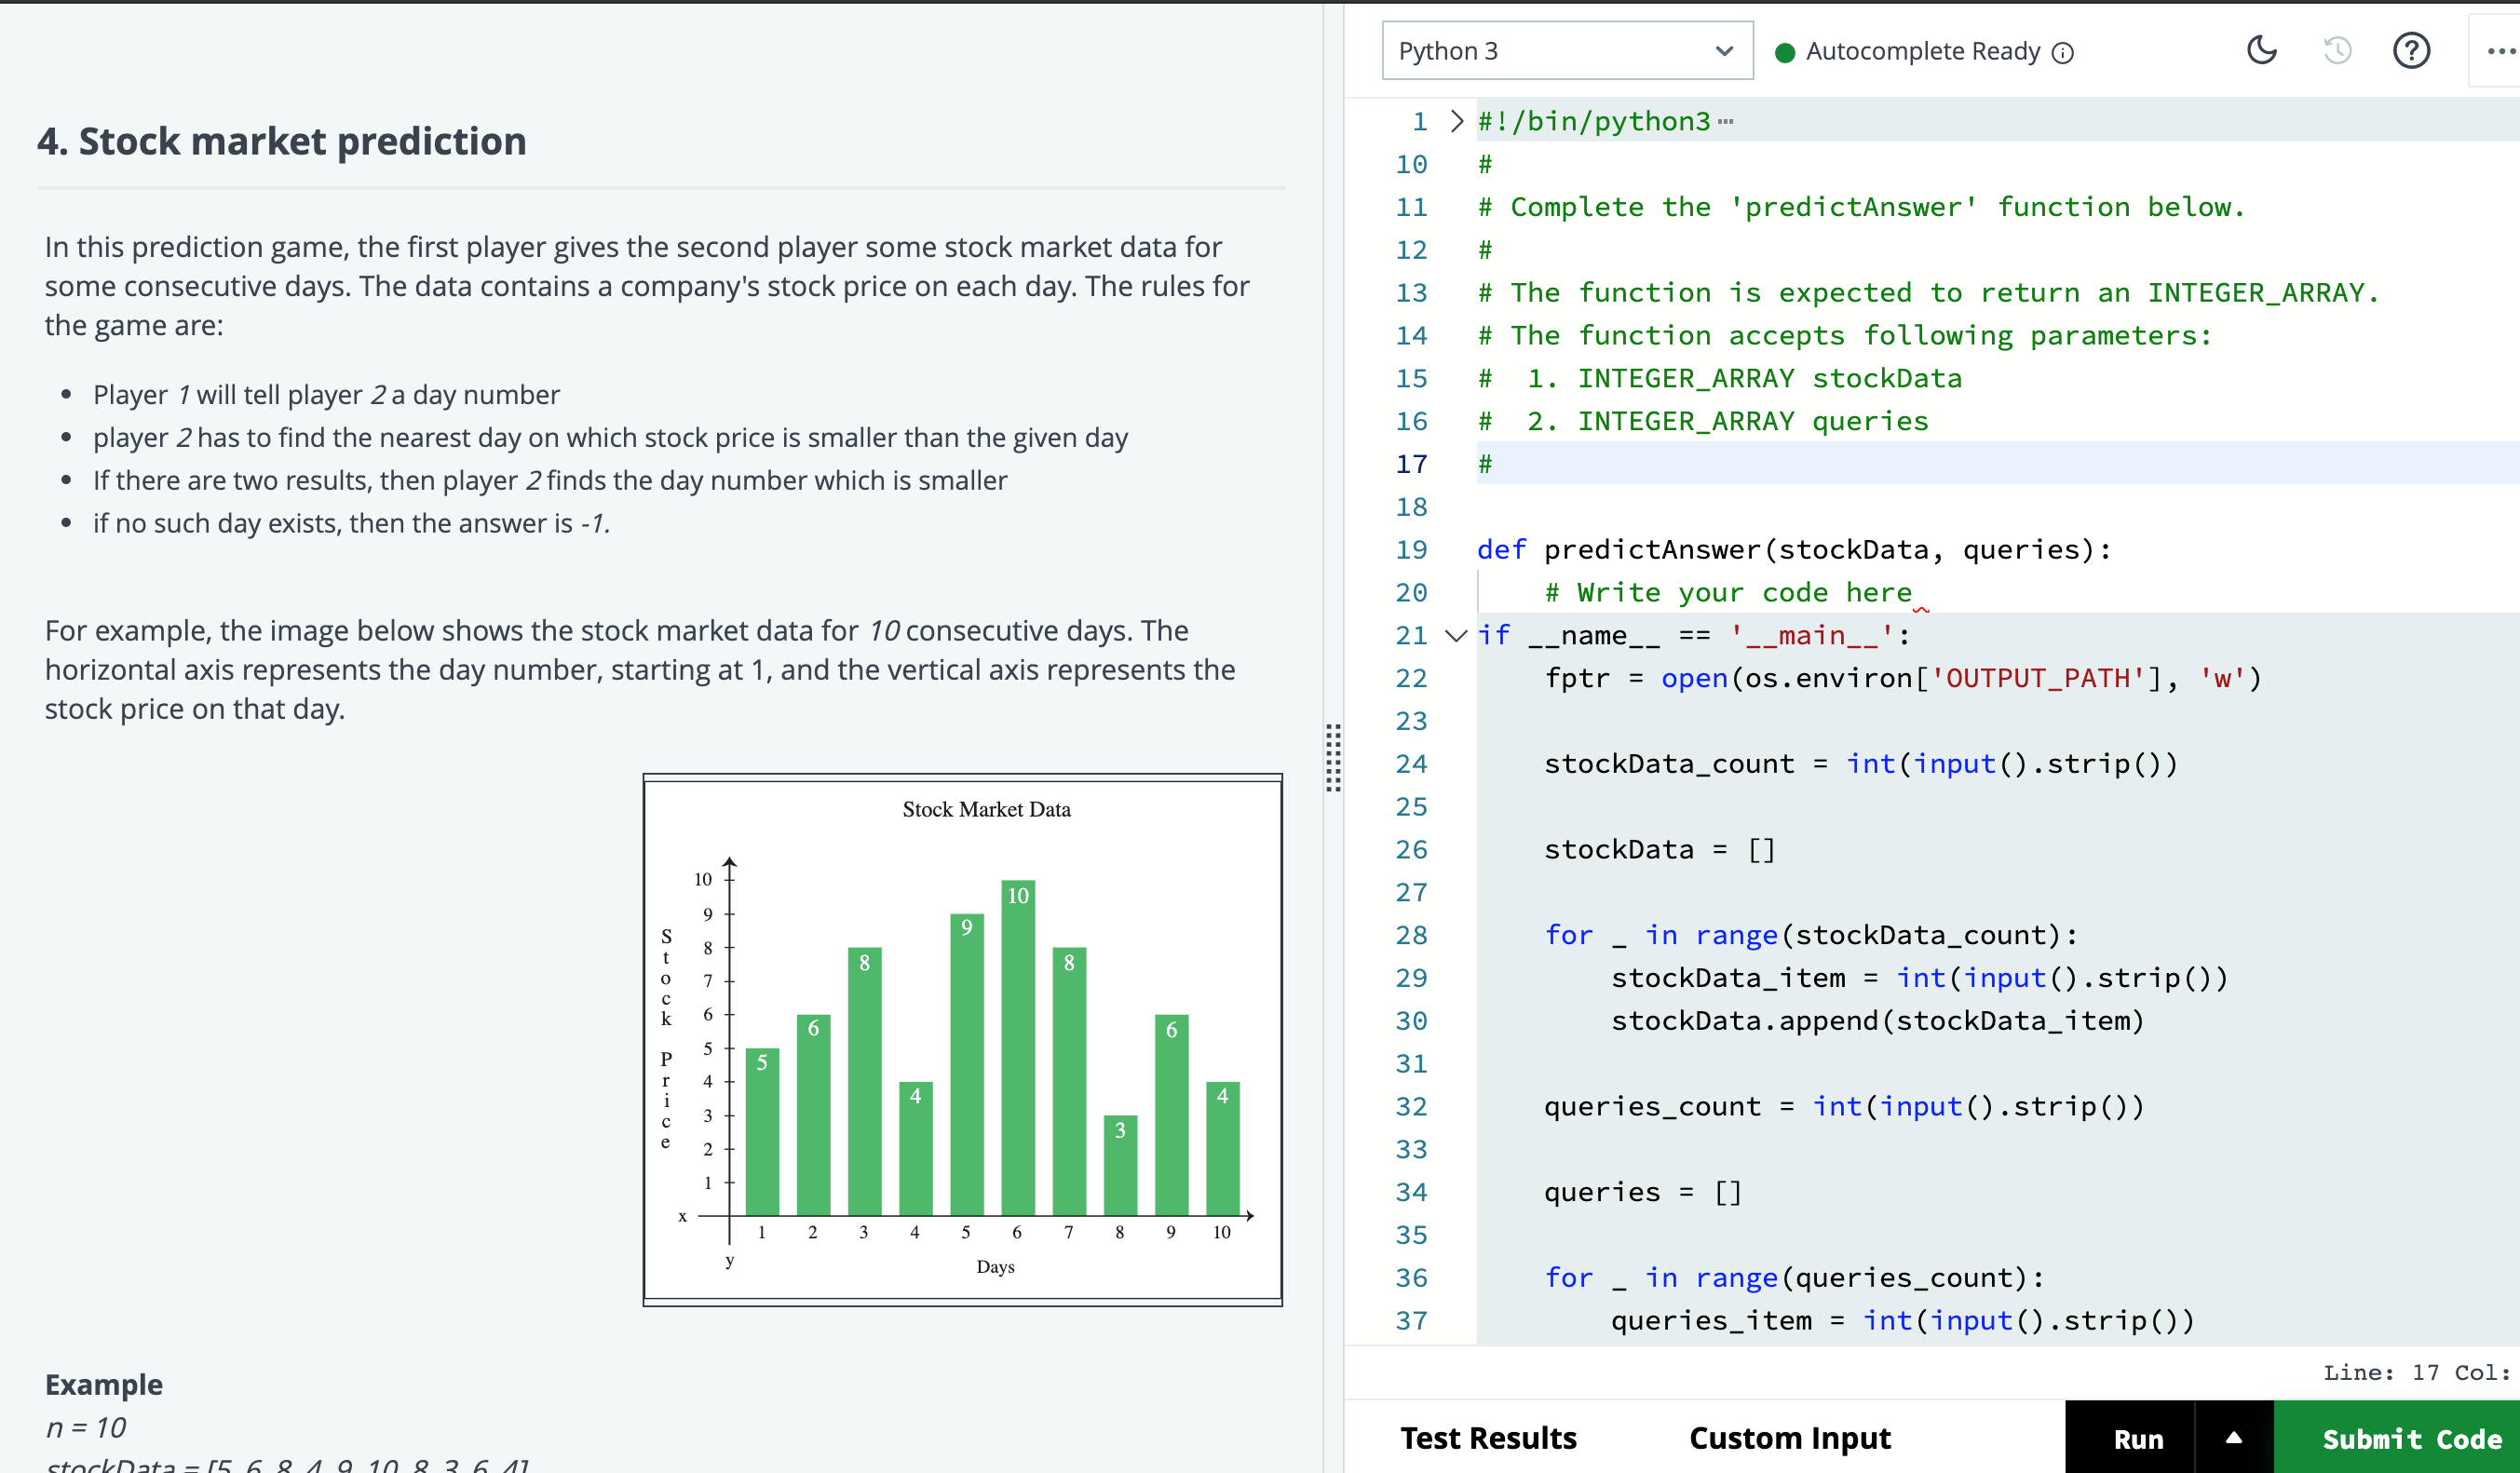 4. Stock market prediction
In this prediction game, the first player gives the second player some stock market data for
some consecutive days. The data contains a company's stock price on each day. The rules for
the game are:
• Player 1 will tell player 2 a day number
• player 2 has to find the nearest day on which stock price is smaller than the given day
• If there are two results, then player 2 finds the day number which is smaller
• if no such day exists, then the answer is -1.
For example, the image below shows the stock market data for 10 consecutive days. The
horizontal axis represents the day number, starting at 1, and the vertical axis represents the
stock price on that day.
Stock Market Data
Stock Price
10
9
8
7
6
5
4
3
2
1
5
6
8
4
9
10
8
3
6
4
x
1 2 3 4 5 6 7 8 9 10
y
Days
Example
n = 10
stockData = [5, 6, 8, 4, 9, 10, 8, 3, 6, 4]
Python 3
Autocomplete Ready
1 #!/bin/python3
10 #
11 # Complete the 'predictAnswer' function below.
12 #
13 # The function is expected to return an INTEGER_ARRAY.
14 # The function accepts following parameters:
15 #  1. INTEGER_ARRAY stockData
16 #  2. INTEGER_ARRAY queries
17 #
18
19 def predictAnswer(stockData, queries):
20     # Write your code here
21 if __name__ == '__main__':
22     fptr = open(os.environ['OUTPUT_PATH'], 'w')
23
24     stockData_count = int(input().strip())
25
26     stockData = []
27
28     for _ in range(stockData_count):
29         stockData_item = int(input().strip())
30         stockData.append(stockData_item)
31
32     queries_count = int(input().strip())
33
34     queries = []
35
36     for _ in range(queries_count):
37         queries_item = int(input().strip())
Line: 17 Col:
Test Results
Custom Input
Run
Submit Code